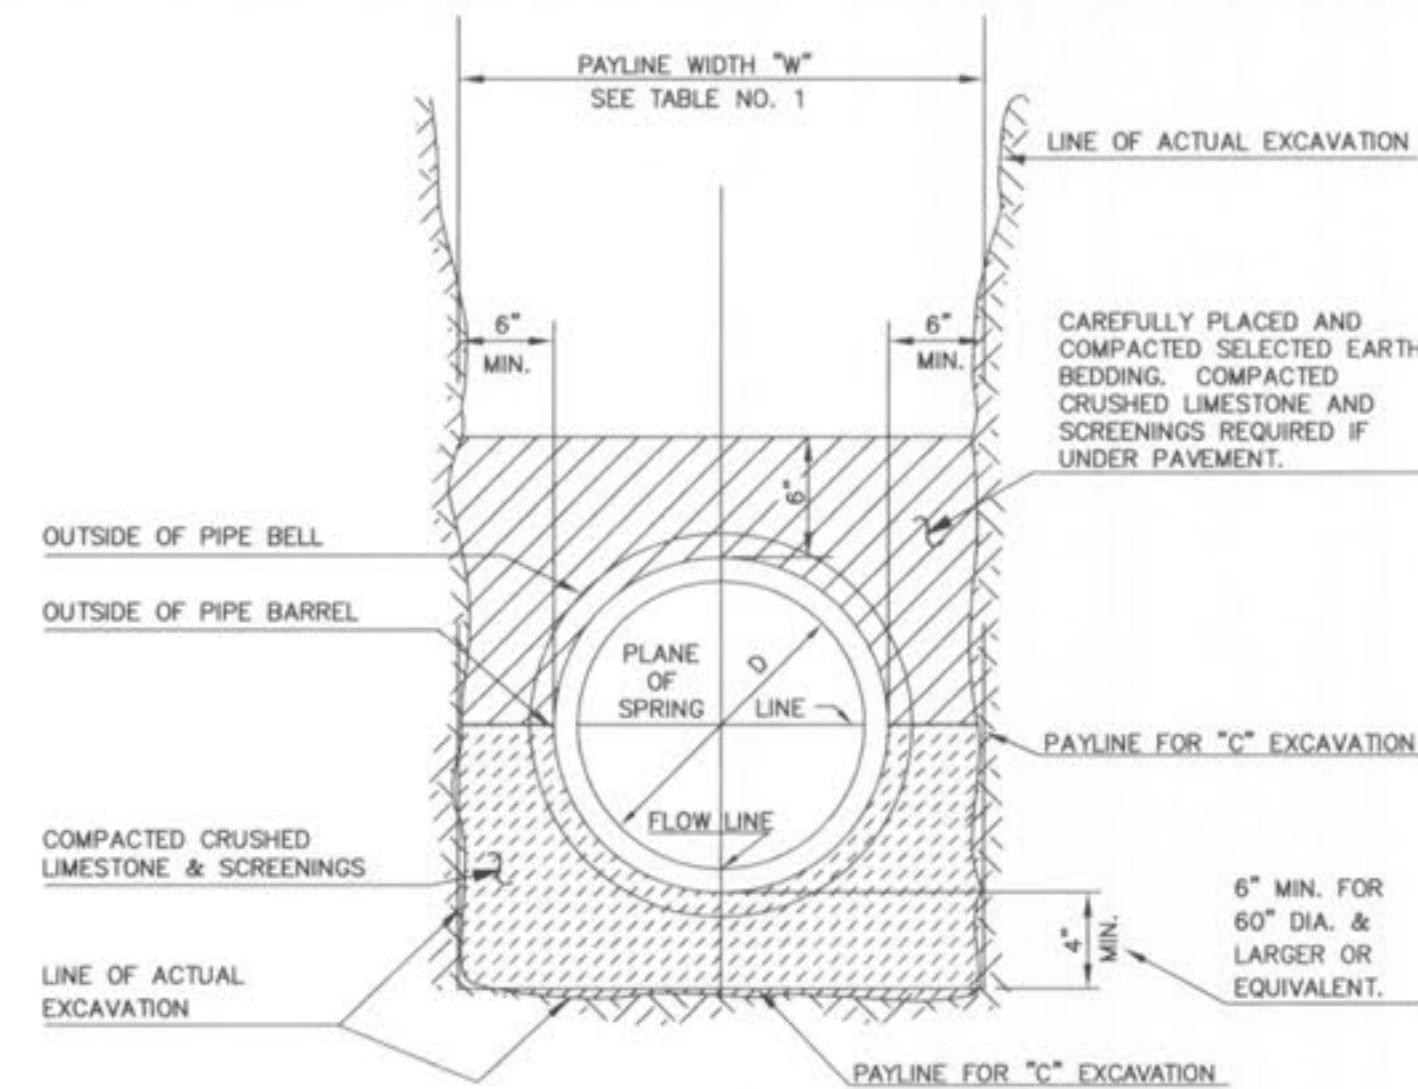 PAYLINE WIDTH "W"
SEE TABLE NO. 1
LINE OF ACTUAL EXCAVATION
6"
MIN.
6"
MIN.
CAREFULLY PLACED AND
COMPACTED SELECTED EARTH
BEDDING. COMPACTED
CRUSHED LIMESTONE AND
SCREENINGS REQUIRED IF
UNDER PAVEMENT.
6"
OUTSIDE OF PIPE BELL
OUTSIDE OF PIPE BARREL
PLANE
OF
SPRING LINE
D
PAYLINE FOR "C" EXCAVATION
FLOW LINE
COMPACTED CRUSHED
LIMESTONE & SCREENINGS
4"
MIN.
6" MIN. FOR
60" DIA. &
LARGER OR
EQUIVALENT.
LINE OF ACTUAL
EXCAVATION
PAYLINE FOR "C" EXCAVATION